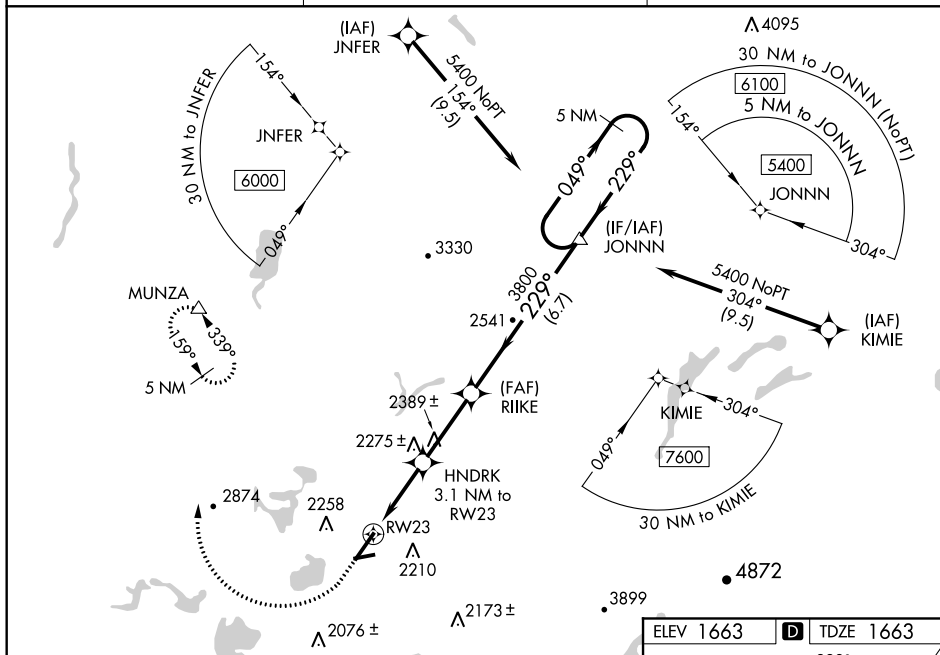 (IAF)
JNFER
5400 NoPT
154°
(9.5)
4095
30 NM to JONNN (NoPT)
6100
5 NM to JONNN
5400
154°
JONNN
304°
30 NM to JNFER
154°
JNFER
6000
049°
5 NM
049°
229°
(IF/IAF)
JONNN
3330
3800
229°
(6.7)
2541
5400 NoPT
304°
(9.5)
(IAF)
KIMIE
MUNZA
339°
159°
5 NM
(FAF)
RIIKE
2389 ±
2275 ±
HNDRK
3.1 NM to
RW23
KIMIE
304°
049°
7600
30 NM to KIMIE
2874
2258
RW23
2210
4872
3899
2173 ±
2076 ±
ELEV 1663 D TDZE 1663